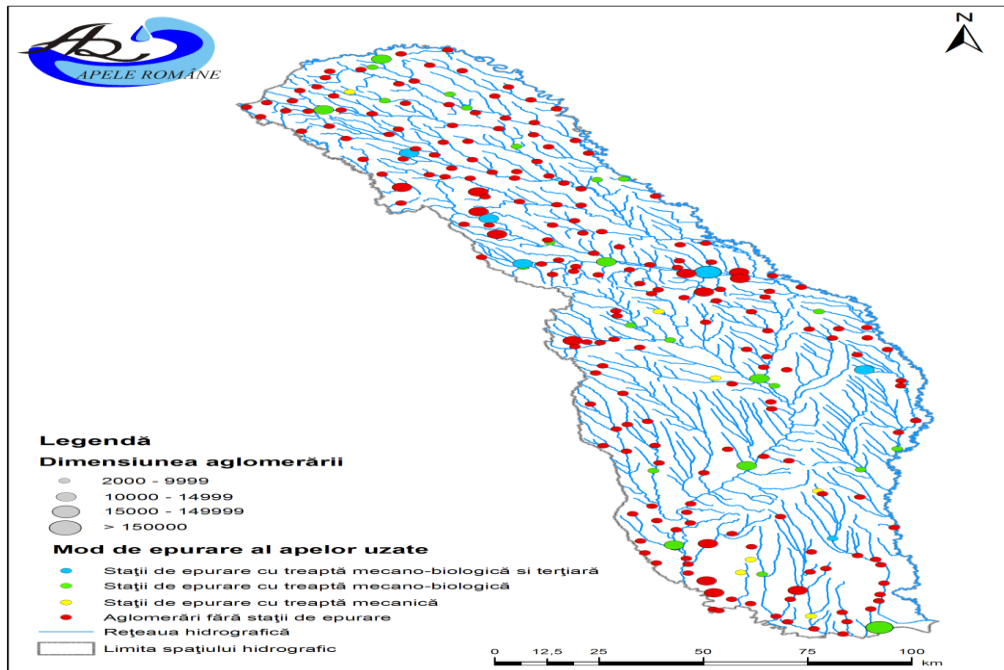 APELE ROMÂNE
N
Legendă
Dimensiunea aglomerării
2000 - 9999
10000 - 14999
15000 - 149999
> 150000
Mod de epurare al apelor uzate
Staţii de epurare cu treaptă mecano-biologică si terţiară
Staţii de epurare cu treaptă mecano-biologică
Staţii de epurare cu treaptă mecanică
Aglomerări fără staţii de epurare
Reţeaua hidrografică
Limita spaţiului hidrografic
0 12,5 25 50 75 100
km